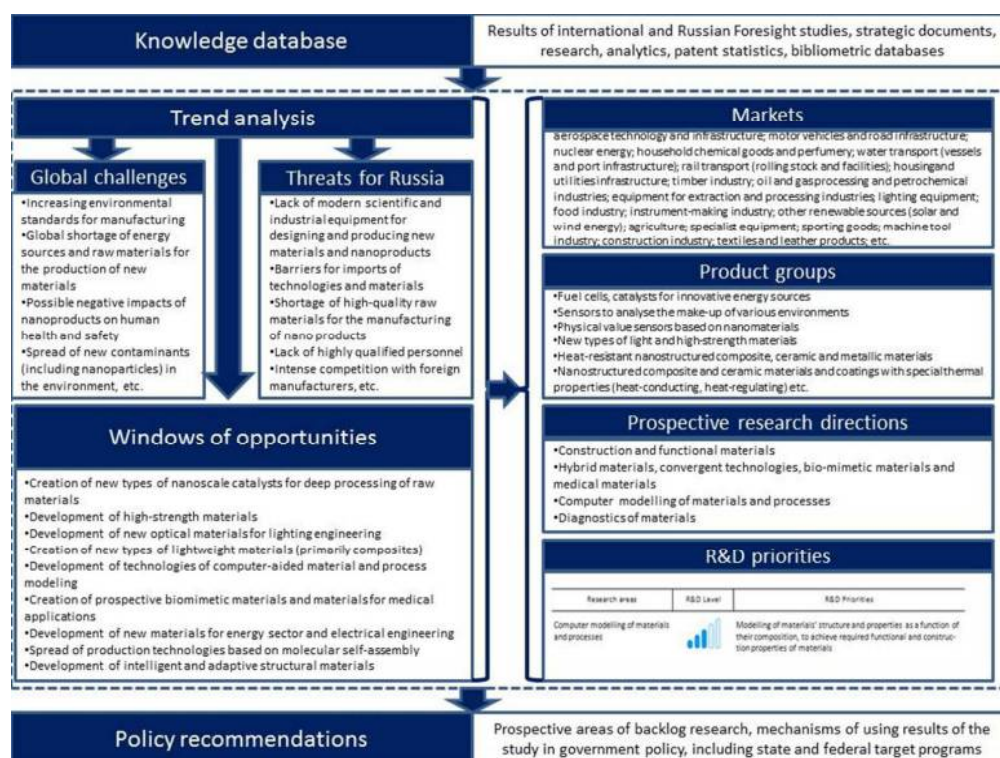 Knowledge database
Results of international and Russian Foresight studies, strategic documents,
research, analytics, patent statistics, bibliometric databases
Trend analysis
Global challenges
•Increasing environmental
standards for manufacturing
•Global shortage of energy
sources and raw materials for
the production of new
materials
•Possible negative impacts of
nanoproducts on human
health and safety
•Spread of new contaminants
(including nanoparticles) in
the environment, etc.
Threats for Russia
•Lack of modern scientific and
industrial equipment for
designing and producing new
materials and nanoproducts
•Barriers for imports of
technologies and materials
•Shortage of high-quality raw
materials for the manufacturing
of nano products
•Lack of highly qualified personnel
•Intense competition with foreign
manufacturers, etc.
Windows of opportunities
•Creation of new types of nanoscale catalysts for deep processing of raw
materials
•Development of high-strength materials
•Development of new optical materials for lighting engineering
•Creation of new types of lightweight materials (primarily composites)
•Development of technologies of computer-aided material and process
modeling
•Creation of prospective biomimetic materials and materials for medical
applications
•Development of new materials for energy sector and electrical engineering
•Spread of production technologies based on molecular self-assembly
•Development of intelligent and adaptive structural materials
Markets
aerospace technology and infrastructure; motor vehicles and road infrastructure;
nuclear energy; household chemical goods and perfumery; water transport (vessels
and port infrastructure); rail transport (rolling stock and facilities); housingand
utilities infrastructure; timber industry; oil and gasprocessing and petrochemical
industries; equipment for extraction and processing industries; lighting equipment;
food industry; instrument-making industry; other renewable sources (solar and
wind energy); agriculture; specialist equipment; sporting goods; machine tool
industry; construction industry; textiles and leather products; etc.
Product groups
•Fuel cells, catalysts for innovative energy sources
•Sensors to analyse the make-up of various environments
•Physical value sensors based on nanomaterials
•New types of light and high-strength materials
•Heat-resistant nanostructured composite, ceramic and metallic materials
•Nanostructured composite and ceramic materials and coatings with special thermal
properties (heat-conducting, heat-regulating) etc.
Prospective research directions
•Construction and functional materials
•Hybrid materials, convergent technologies, bio-mimetic materials and
medical materials
•Computer modelling of materials and processes
•Diagnostics of materials
R&D priorities
Research areas R&D Level R&D Priorities
Computer modelling of materials
and processes
Modelling of materials' structure and properties as a function
of their composition, to achieve required functional and construc-
tion properties of materials
Policy recommendations
Prospective areas of backlog research, mechanisms of using results of the
study in government policy, including state and federal target programs